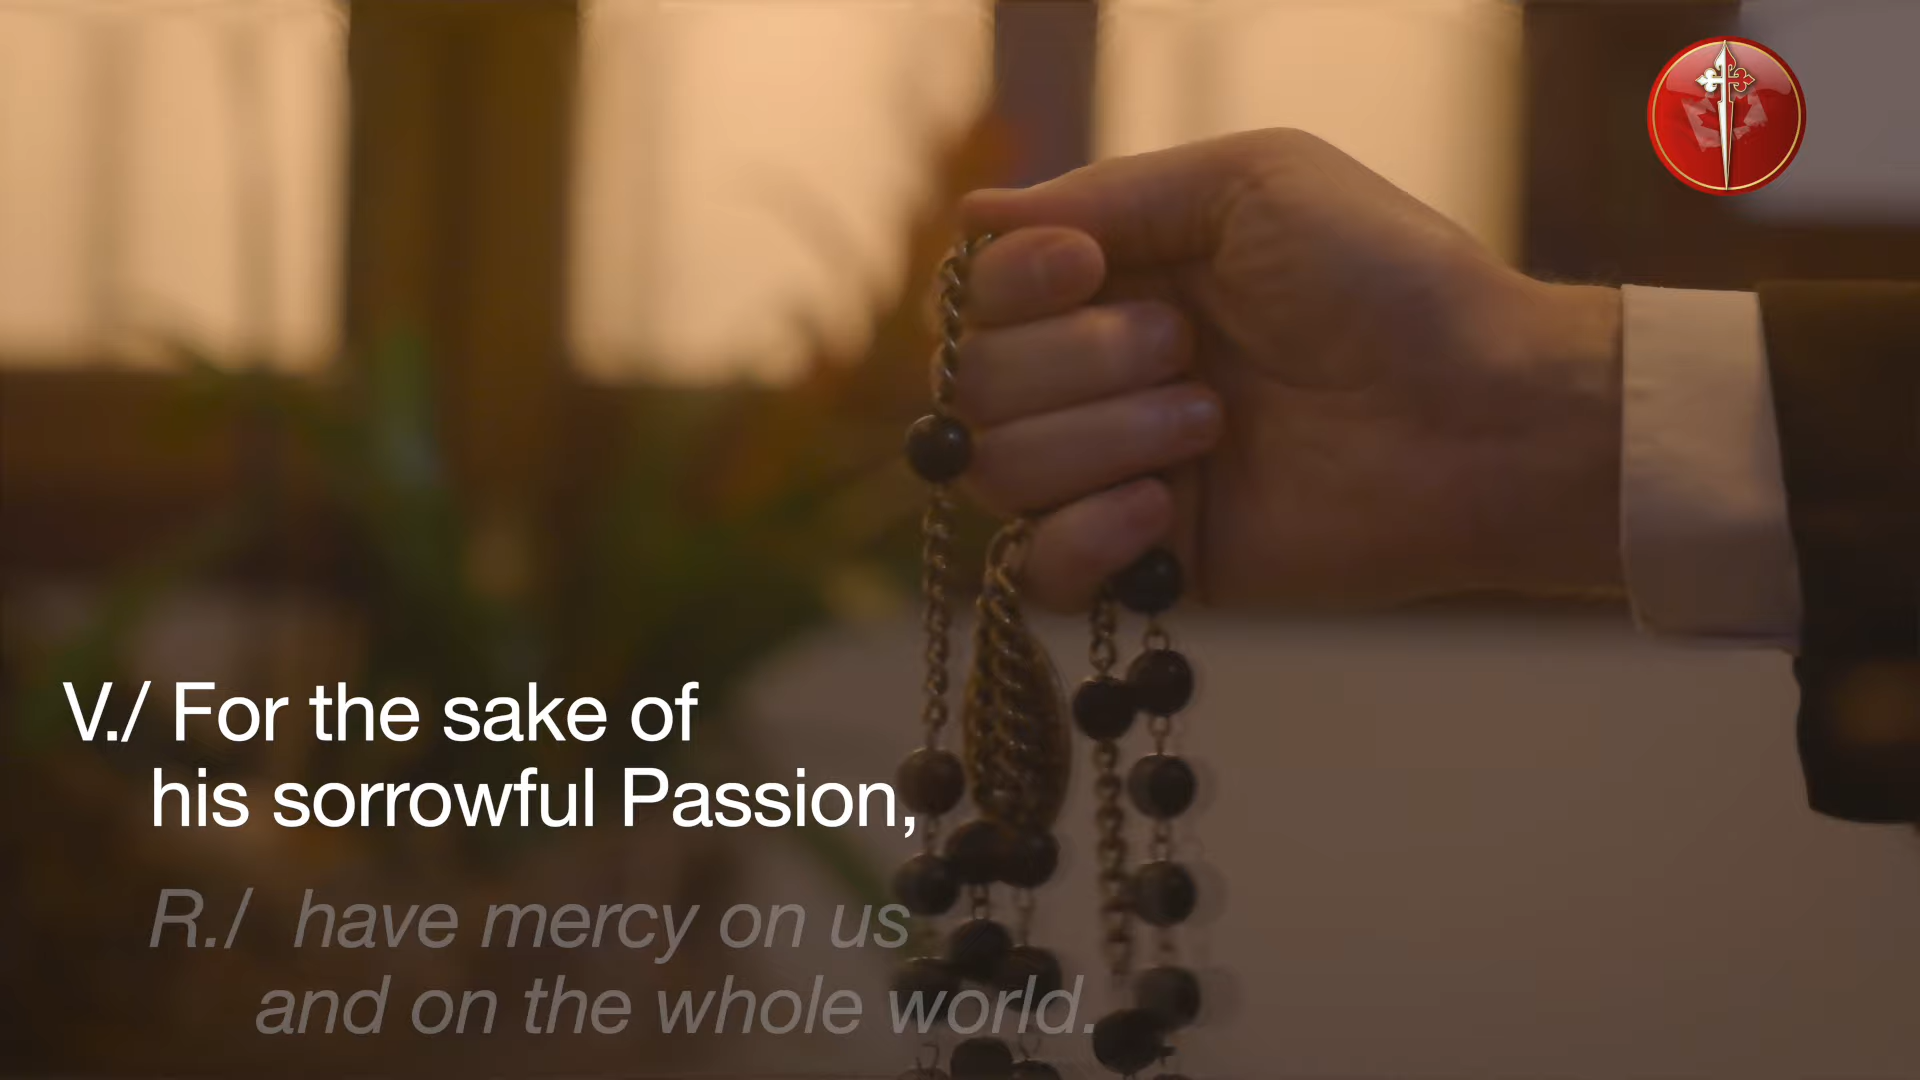 V./ For the sake of
his sorrowful Passion,
R./ have mercy on us
and on the whole world.